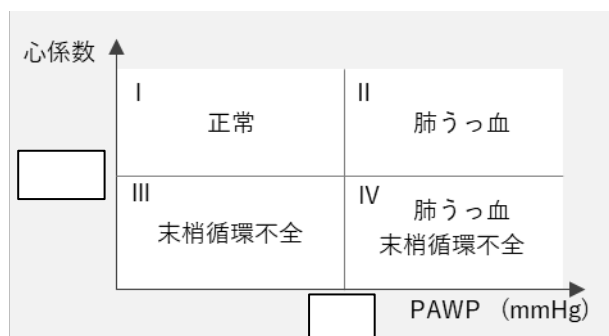 心係数
I
正常
II
肺うっ血
III
末梢循環不全
IV
肺うっ血
末梢循環不全
PAWP (mmHg)